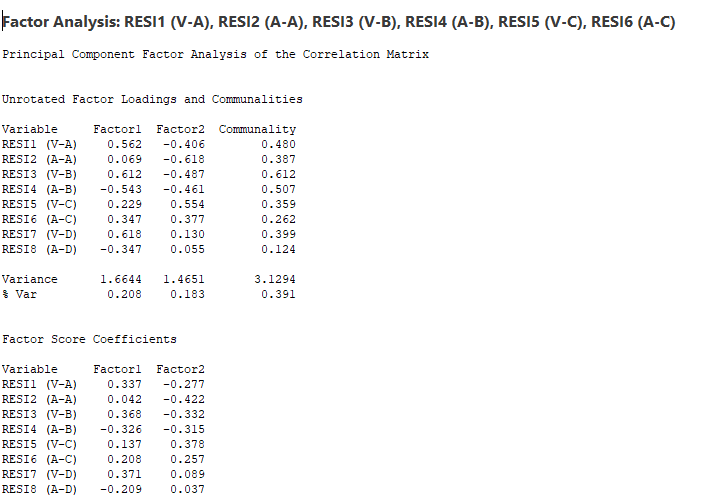 Factor Analysis: RESI1 (V-A), RESI2 (A-A), RESI3 (V-B), RESI4 (A-B), RESI5 (V-C), RESI6 (A-C)
Principal Component Factor Analysis of the Correlation Matrix
Unrotated Factor Loadings and Communalities
Variable Factor1 Factor2 Communality
RESI1 (V-A) 0.562 -0.406 0.480
RESI2 (A-A) 0.069 -0.618 0.387
RESI3 (V-B) 0.612 -0.487 0.612
RESI4 (A-B) -0.543 -0.461 0.507
RESI5 (V-C) 0.229 0.554 0.359
RESI6 (A-C) 0.347 0.377 0.262
RESI7 (V-D) 0.618 0.130 0.399
RESI8 (A-D) -0.347 0.055 0.124
Variance 1.6644 1.4651 3.1294
% Var 0.208 0.183 0.391
Factor Score Coefficients
Variable Factor1 Factor2
RESI1 (V-A) 0.337 -0.277
RESI2 (A-A) 0.042 -0.422
RESI3 (V-B) 0.368 -0.332
RESI4 (A-B) -0.326 -0.315
RESI5 (V-C) 0.137 0.378
RESI6 (A-C) 0.208 0.257
RESI7 (V-D) 0.371 0.089
RESI8 (A-D) -0.209 0.037